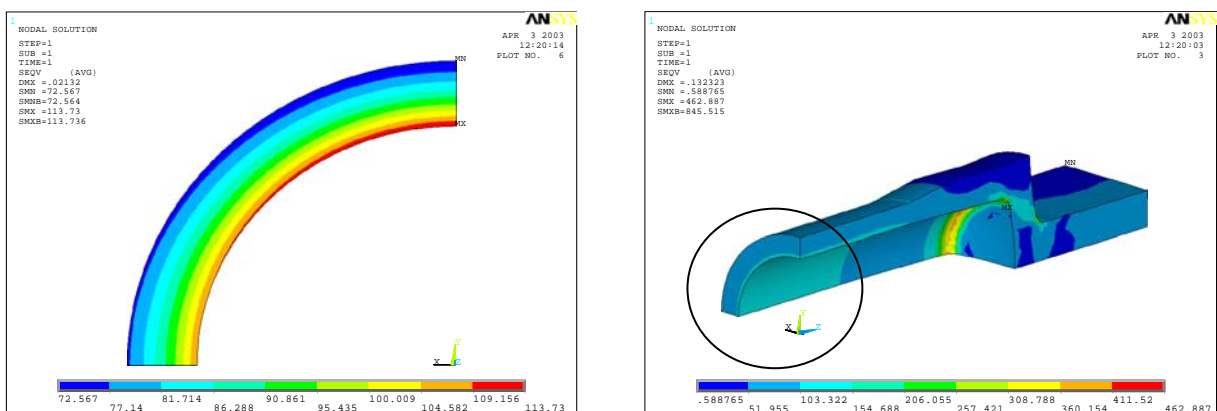 1
ANSYS
NODAL SOLUTION
APR 3 2003
12:20:14
PLOT NO. 6
STEP=1
SUB =1
TIME=1
SEQV (AVG)
DMX =.02132
SMN =72.567
SMNB=72.564
SMX =113.73
SMXB=113.736
MN
MX
Y
X Z
72.567 81.714 90.861 100.009 109.156
77.14 86.288 95.435 104.582 113.73
1
ANSYS
NODAL SOLUTION
APR 3 2003
12:20:03
PLOT NO. 3
STEP=1
SUB =1
TIME=1
SEQV (AVG)
DMX =.132323
SMN =.588765
SMX =462.887
SMXB=845.515
MN
MX
Y
X Z
.588765 103.322 206.055 308.788 411.52
51.955 154.688 257.421 360.154 462.887